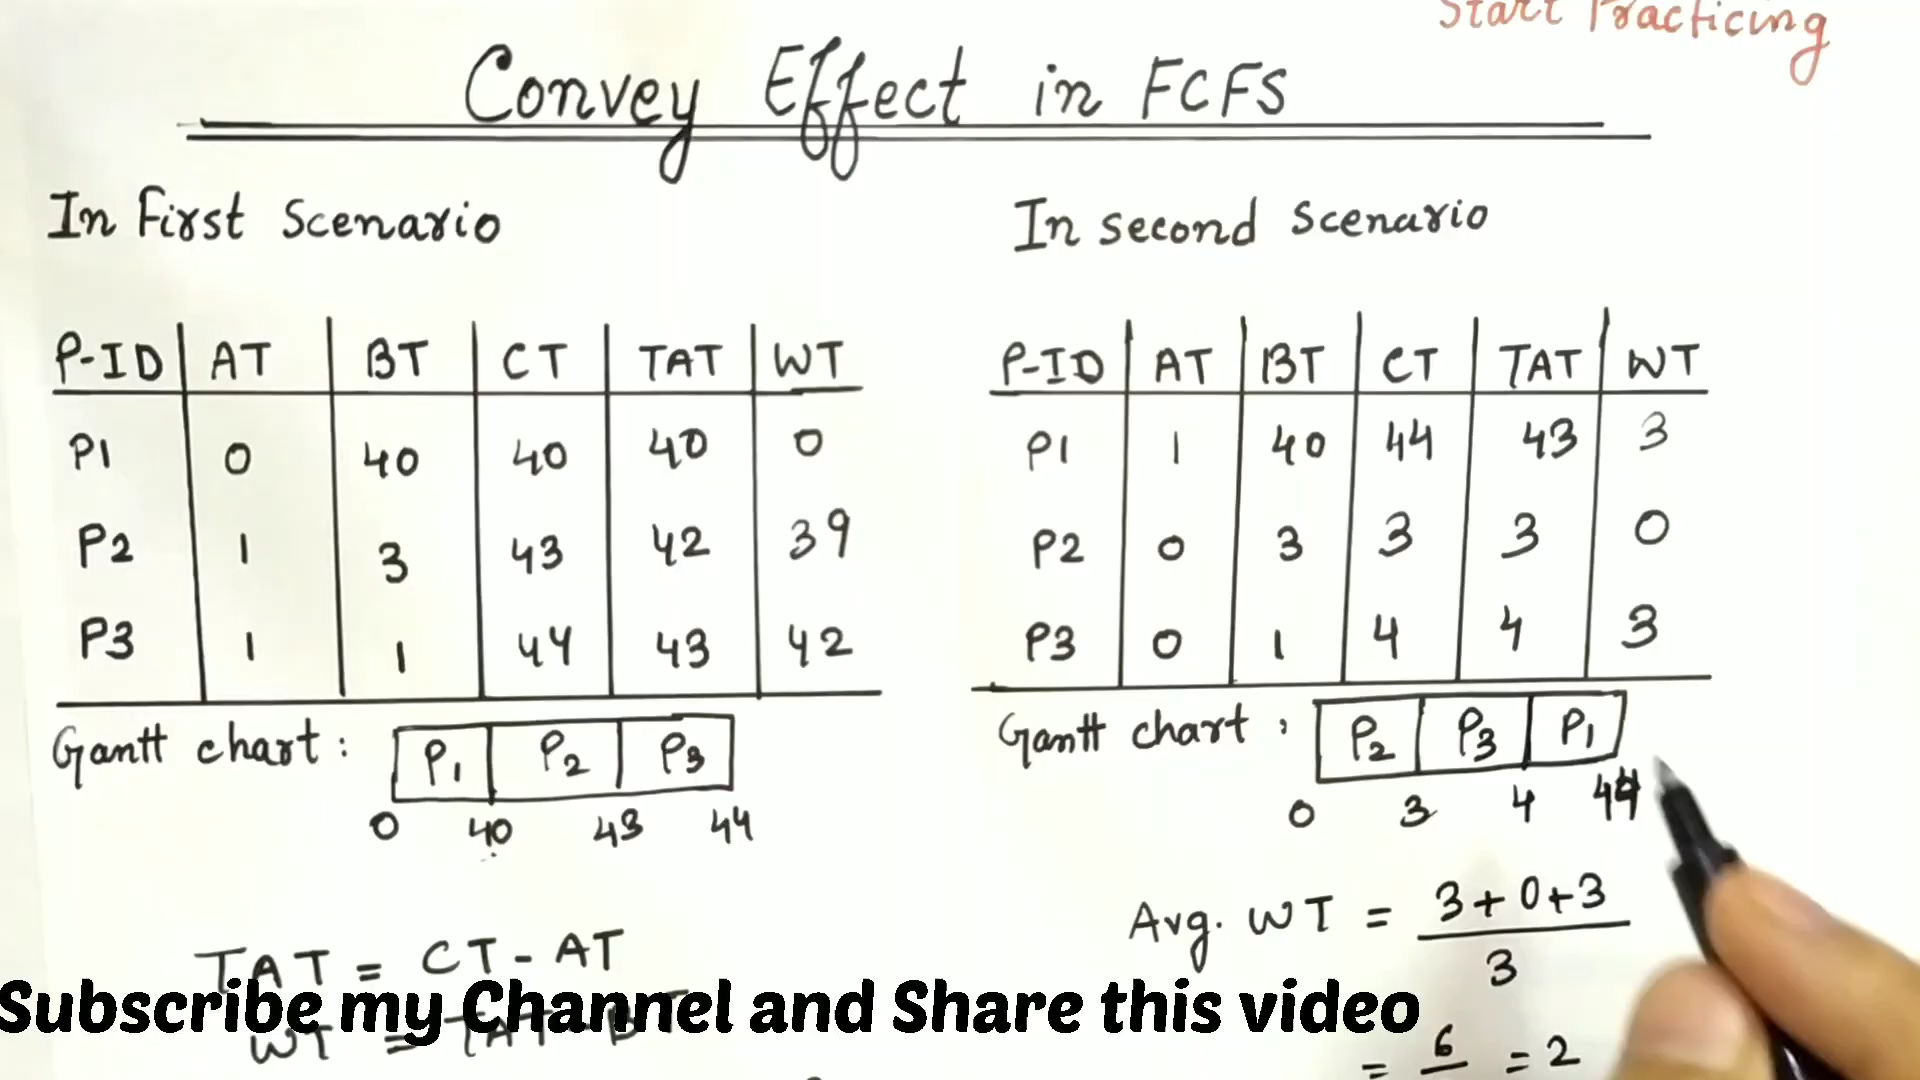 Start Practicing
Convey Effect in FCFS
In First Scenario
P-ID AT BT CT TAT WT
P1 0 40 40 40 0
P2 1 3 43 42 39
P3 1 1 44 43 42
Gantt chart:
P1 P2 P3
0 40 43 44
TAT = CT - AT
WT = TAT - BT
In second Scenario
P-ID AT BT CT TAT WT
P1 1 40 44 43 3
P2 0 3 3 3 0
P3 0 1 4 4 3
Gantt chart :
P2 P3 P1
0 3 4 44
Avg. WT = 3+0+3
3
= 6 = 2
Subscribe my Channel and Share this video